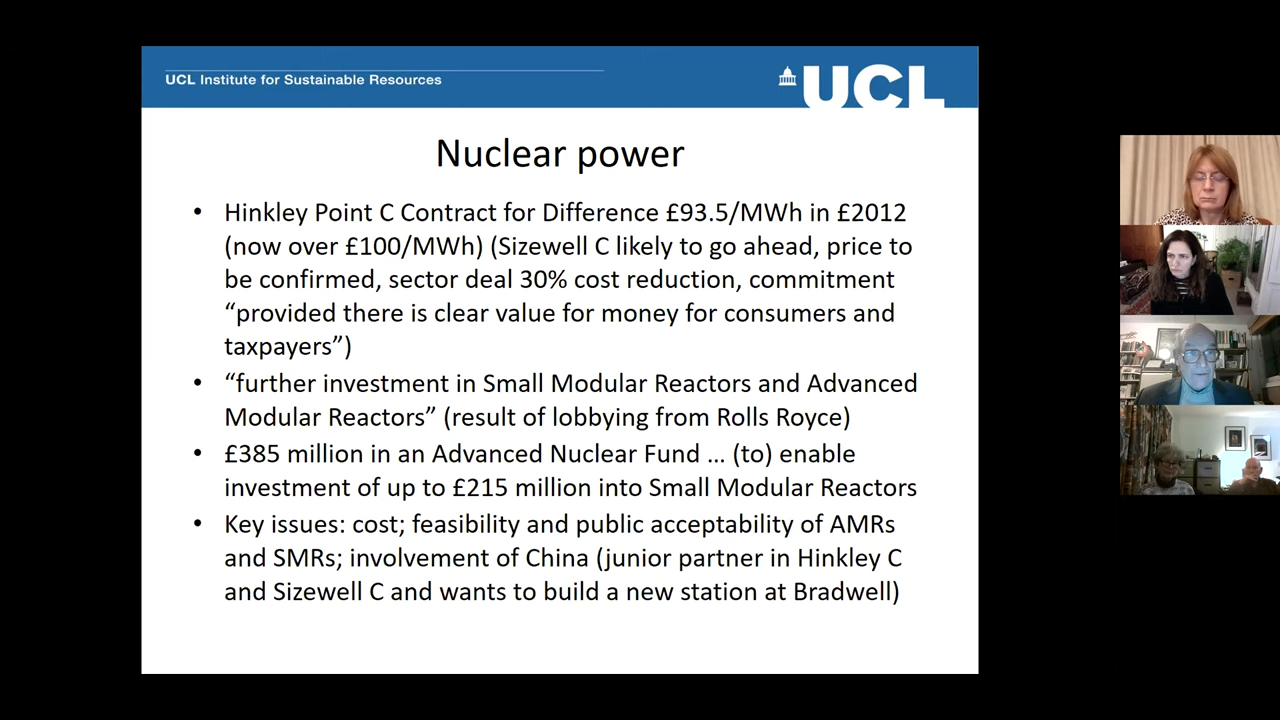 UCL Institute for Sustainable Resources
UCL
Nuclear power
• Hinkley Point C Contract for Difference £93.5/MWh in £2012
(now over £100/MWh) (Sizewell C likely to go ahead, price to
be confirmed, sector deal 30% cost reduction, commitment
“provided there is clear value for money for consumers and
taxpayers”)
• “further investment in Small Modular Reactors and Advanced
Modular Reactors” (result of lobbying from Rolls Royce)
• £385 million in an Advanced Nuclear Fund … (to) enable
investment of up to £215 million into Small Modular Reactors
• Key issues: cost; feasibility and public acceptability of AMRs
and SMRs; involvement of China (junior partner in Hinkley C
and Sizewell C and wants to build a new station at Bradwell)